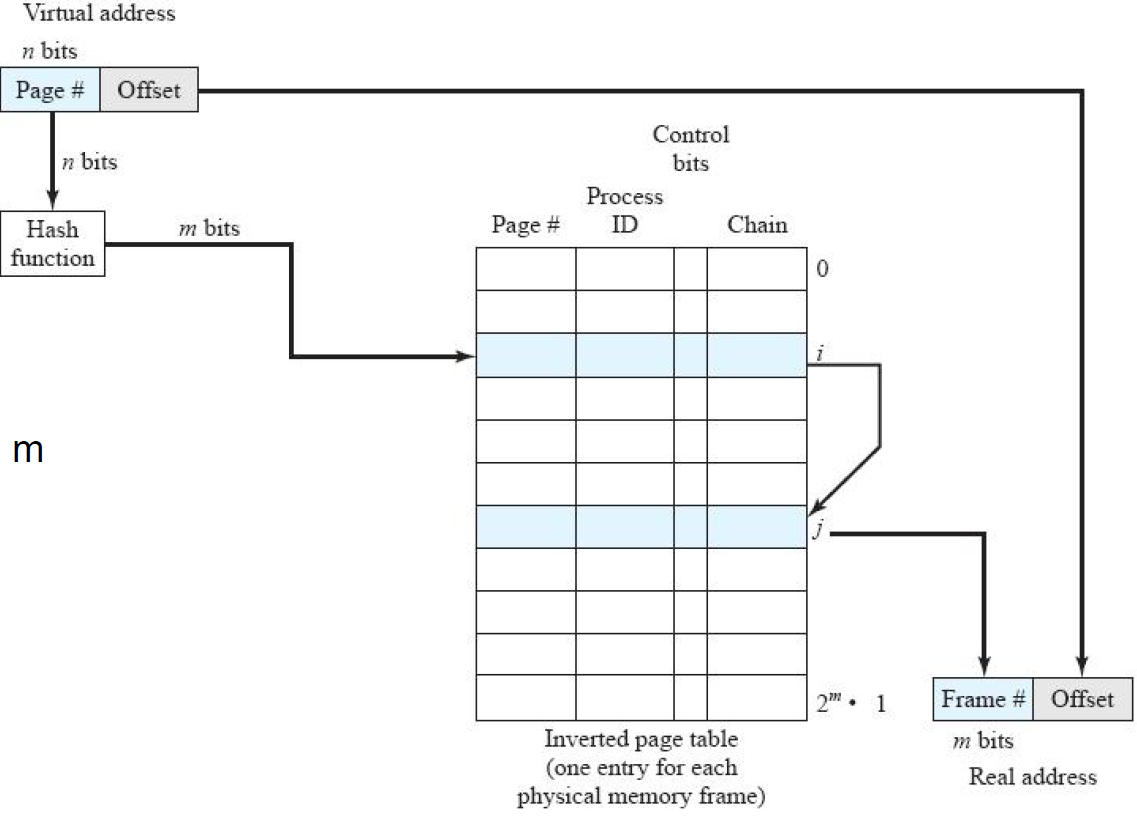 Virtual address
n bits
Page # Offset
n bits
Hash
function
m bits
Control
bits
Process
ID
Page #
Chain
0
i
m
j
2^m • 1
Frame # Offset
m bits
Real address
Inverted page table
(one entry for each
physical memory frame)